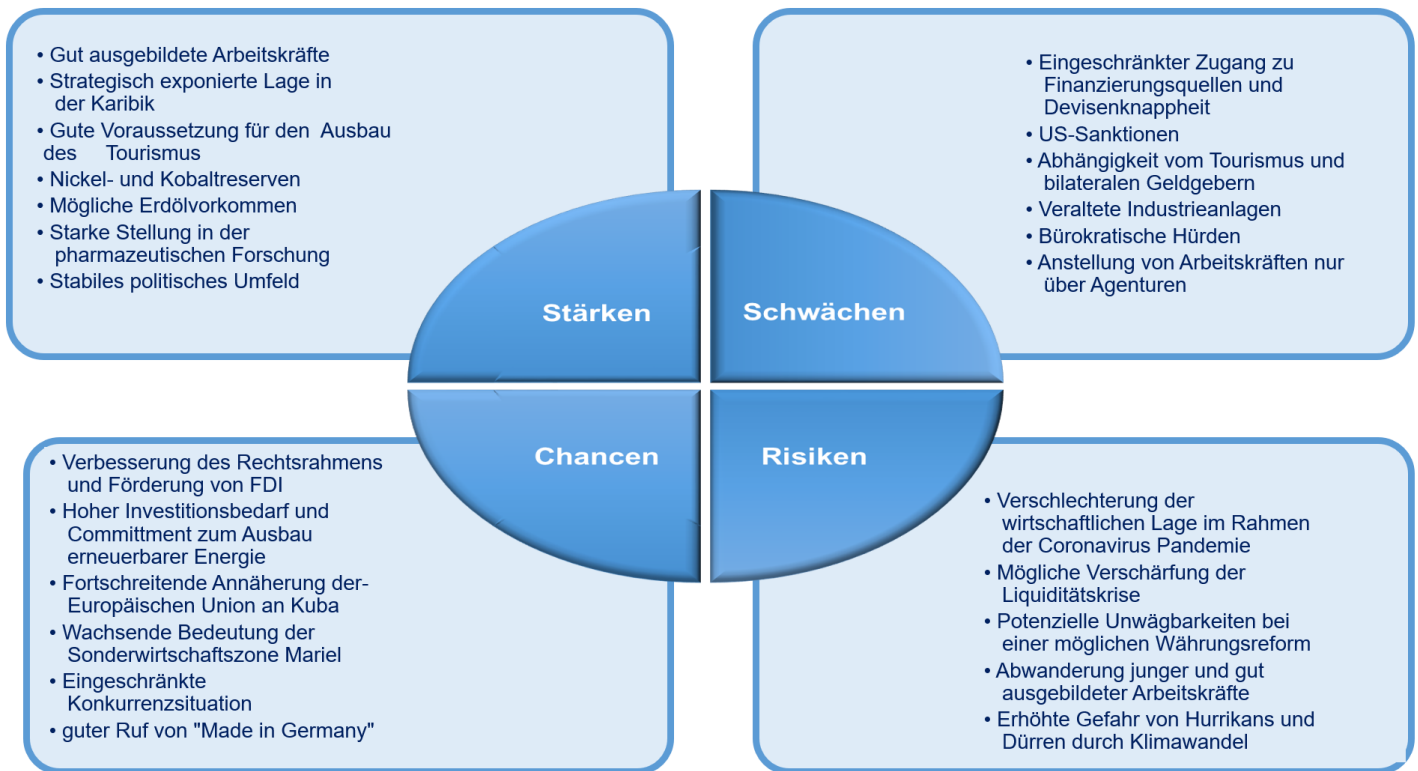 • Gut ausgebildete Arbeitskräfte
• Strategisch exponierte Lage in
der Karibik
• Gute Voraussetzung für den Ausbau
des Tourismus
• Nickel- und Kobaltreserven
• Mögliche Erdölvorkommen
• Starke Stellung in der
pharmazeutischen Forschung
• Stabiles politisches Umfeld
Stärken
• Eingeschränkter Zugang zu
Finanzierungsquellen und
Devisenknappheit
• US-Sanktionen
• Abhängigkeit vom Tourismus und
bilateralen Geldgebern
• Veraltete Industrieanlagen
• Bürokratische Hürden
• Anstellung von Arbeitskräften nur
über Agenturen
Schwächen
• Verbesserung des Rechtsrahmens
und Förderung von FDI
• Hoher Investitionsbedarf und
Committment zum Ausbau
erneuerbarer Energie
• Fortschreitende Annäherung der-
Europäischen Union an Kuba
• Wachsende Bedeutung der
Sonderwirtschaftszone Mariel
• Eingeschränkte
Konkurrenzsituation
• guter Ruf von "Made in Germany"
Chancen
• Verschlechterung der
wirtschaftlichen Lage im Rahmen
der Coronavirus Pandemie
• Mögliche Verschärfung der
Liquiditätskrise
• Potenzielle Unwägbarkeiten bei
einer möglichen Währungsreform
• Abwanderung junger und gut
ausgebildeter Arbeitskräfte
• Erhöhte Gefahr von Hurrikans und
Dürren durch Klimawandel
Risiken